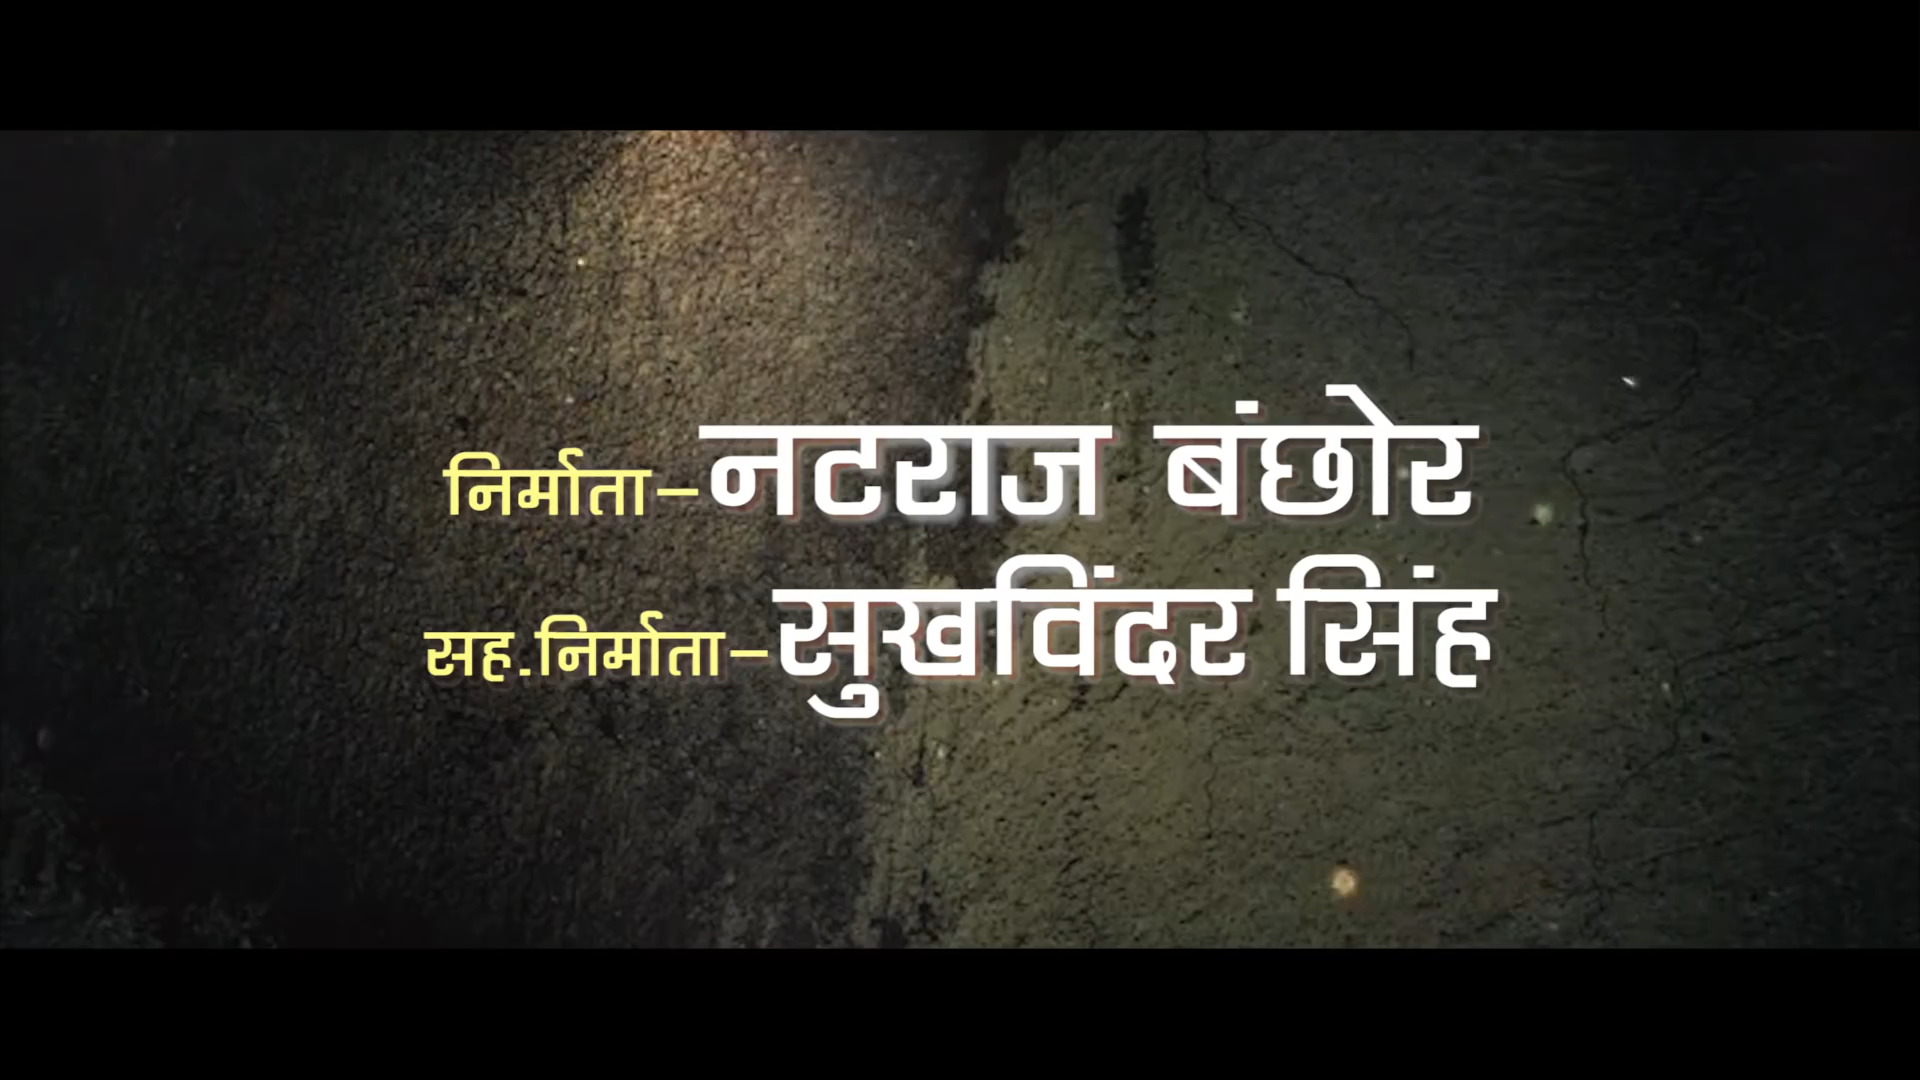 निर्माता–नटराज बंछोर
सह.निर्माता–सुखविंदर सिंह